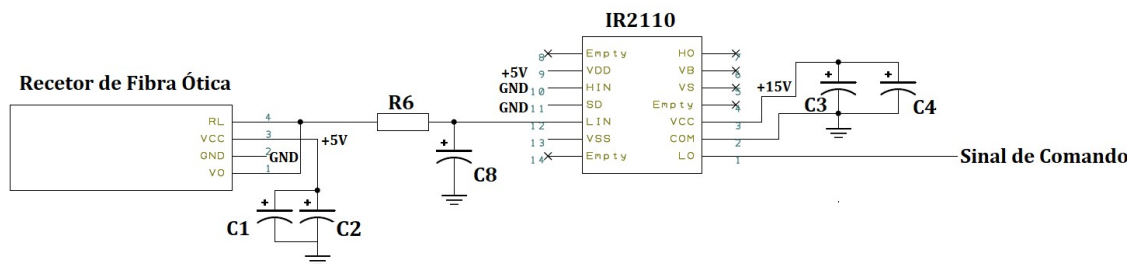 IR2110
Recetor de Fibra Ótica
RL 4
VCC 3 +5V
GND 2 GND
VO 1
C1
C2
R6
C8
8 Empty
+5V 9 VDD
GND 10 HIN
GND 11 SD
12 LIN
13 VSS
14 Empty
HO 7
VB 6
VS 5
Empty 4
VCC 3
COM 2
LO 1
+15V
C3
C4
Sinal de Comando
+
+
+
+
+